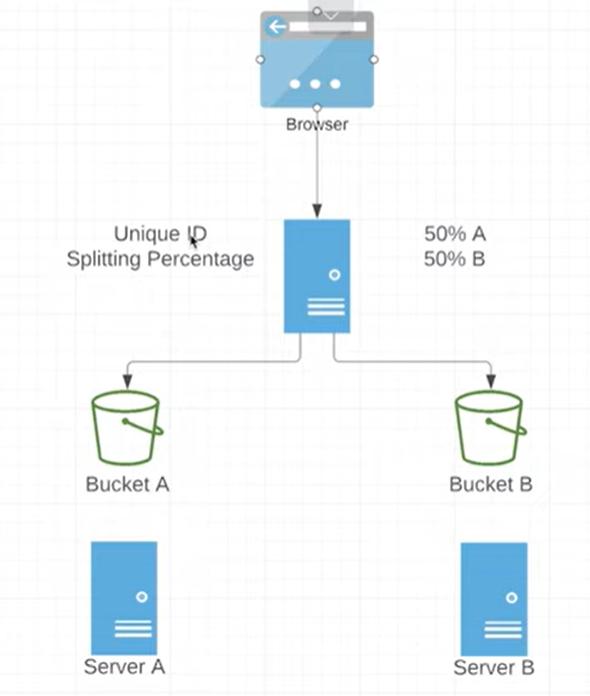 Browser
Unique ID
Splitting Percentage
50% A
50% B
Bucket A
Bucket B
Server A
Server B